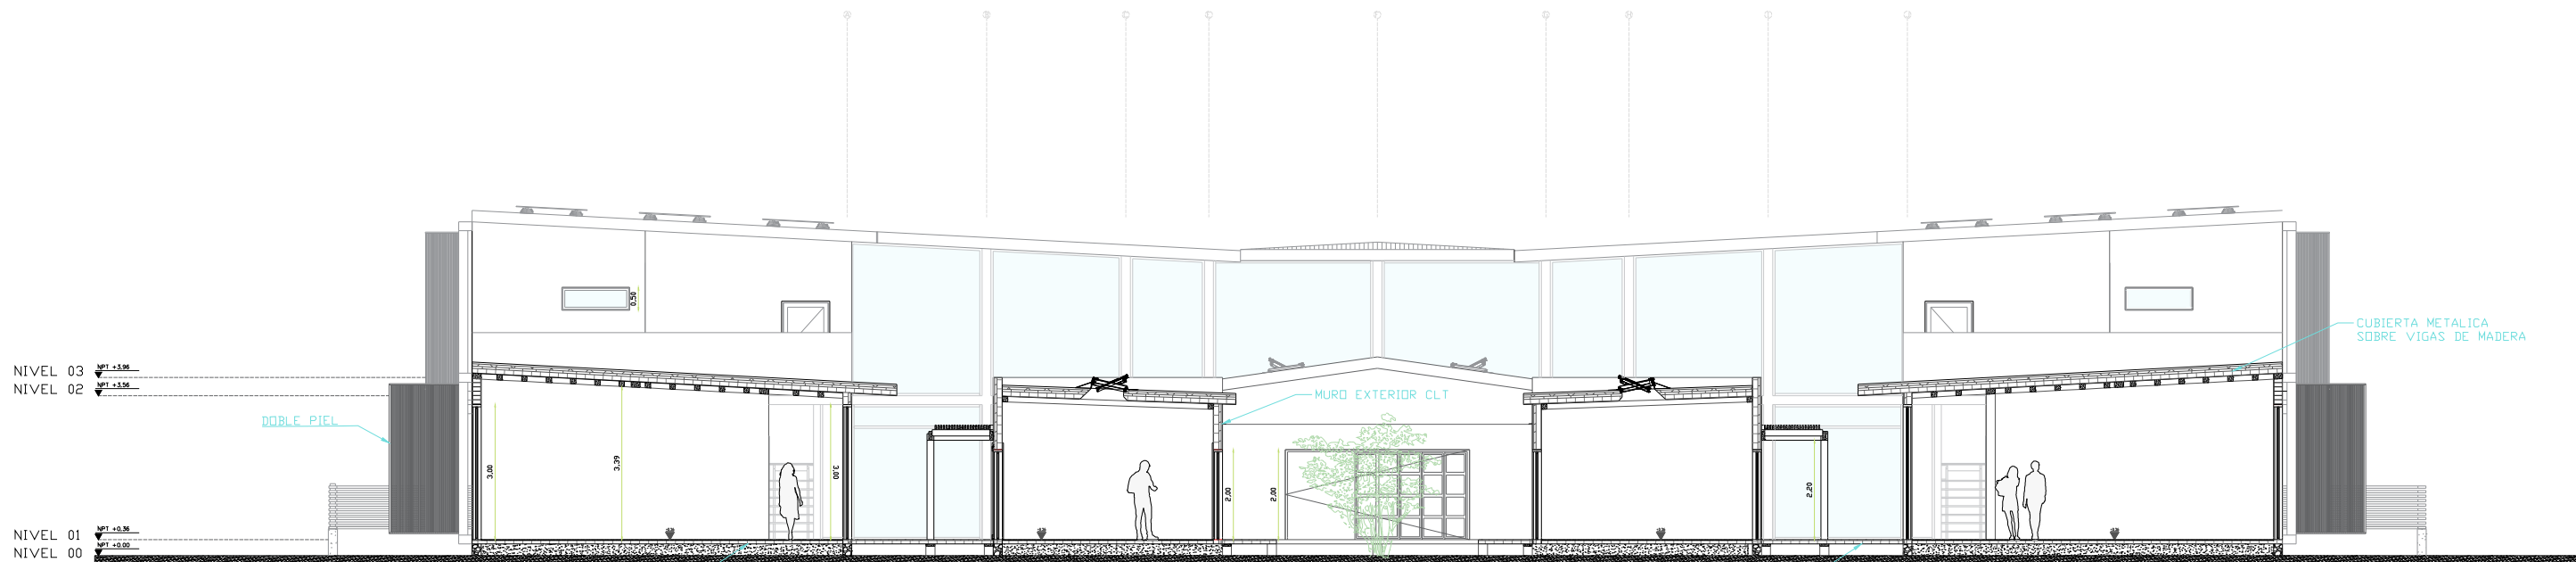 0.50
CUBIERTA METALICA
SOBRE VIGAS DE MADERA
NIVEL 03 NPT +3.96
NIVEL 02 NPT +3.56
MURO EXTERIOR CLT
DOBLE PIEL
3.00
3.39
3.00
2.00
2.00
2.20
NIVEL 01 NPT +0.36
NIVEL 00 NPT +0.00